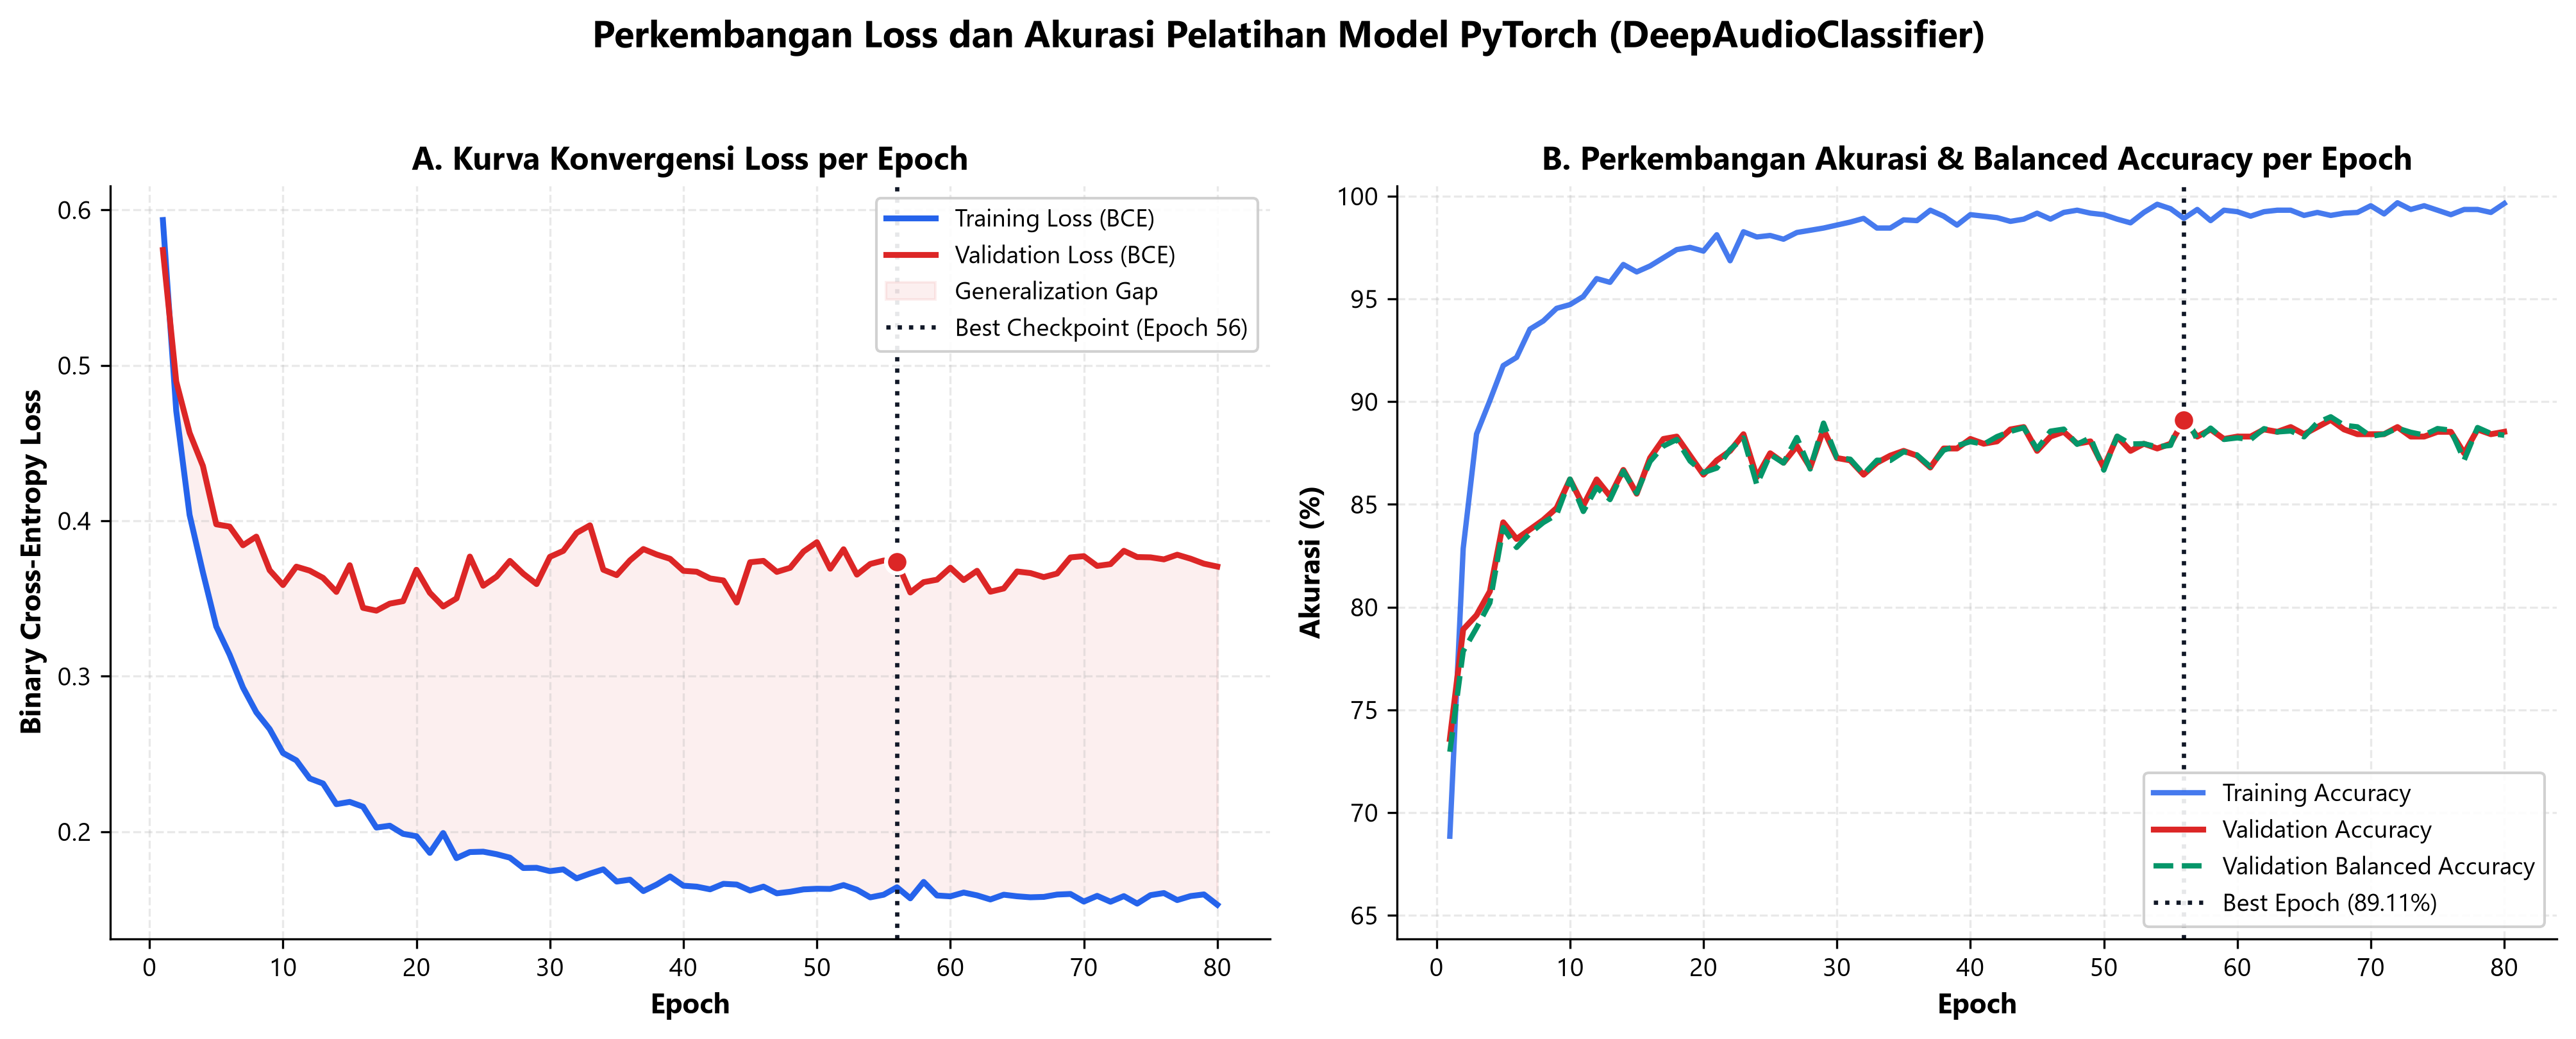 Perkembangan Loss dan Akurasi Pelatihan Model PyTorch (DeepAudioClassifier)
A. Kurva Konvergensi Loss per Epoch
Binary Cross-Entropy Loss
0.6
0.5
0.4
0.3
0.2
Training Loss (BCE)
Validation Loss (BCE)
Generalization Gap
Best Checkpoint (Epoch 56)
0 10 20 30 40 50 60 70 80
Epoch
B. Perkembangan Akurasi & Balanced Accuracy per Epoch
Akurasi (%)
100
95
90
85
80
75
70
65
Training Accuracy
Validation Accuracy
Validation Balanced Accuracy
Best Epoch (89.11%)
0 10 20 30 40 50 60 70 80
Epoch